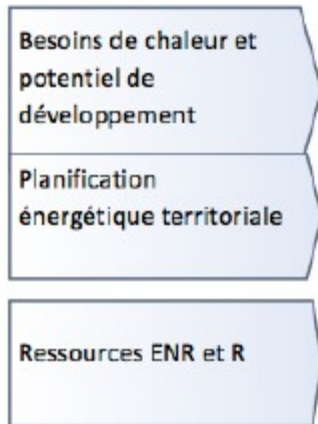 Besoins de chaleur et
potentiel de
développement
Planification
énergétique territoriale
Ressources ENR et R